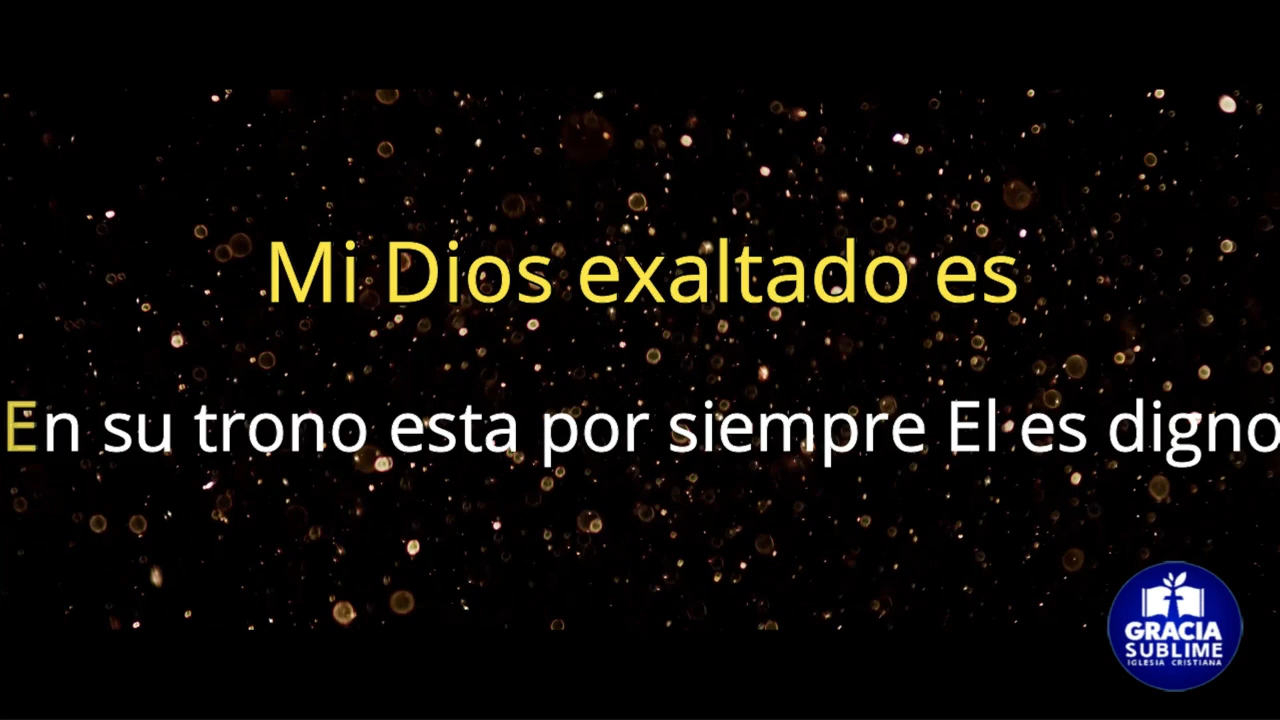 Mi Dios exaltado es
En su trono esta por siempre El es digno
GRACIA
SUBLIME
IGLESIA CRISTIANA